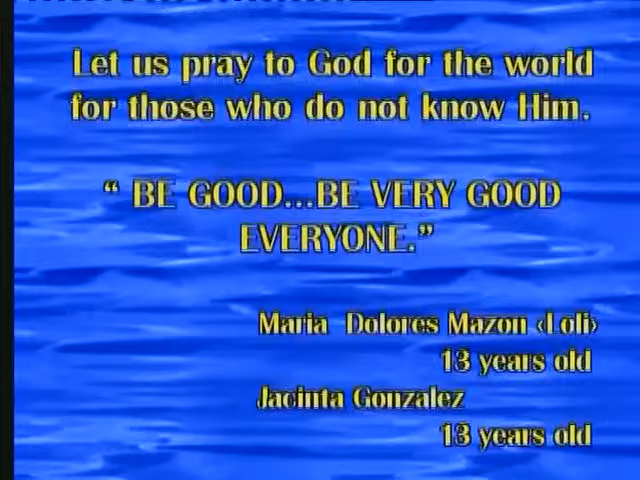 Let us pray to God for the world
for those who do not know Him.
“ BE GOOD...BE VERY GOOD
EVERYONE.”
Maria Dolores Mazon ‹Loli›
13 years old
Jacinta Gonzalez
13 years old